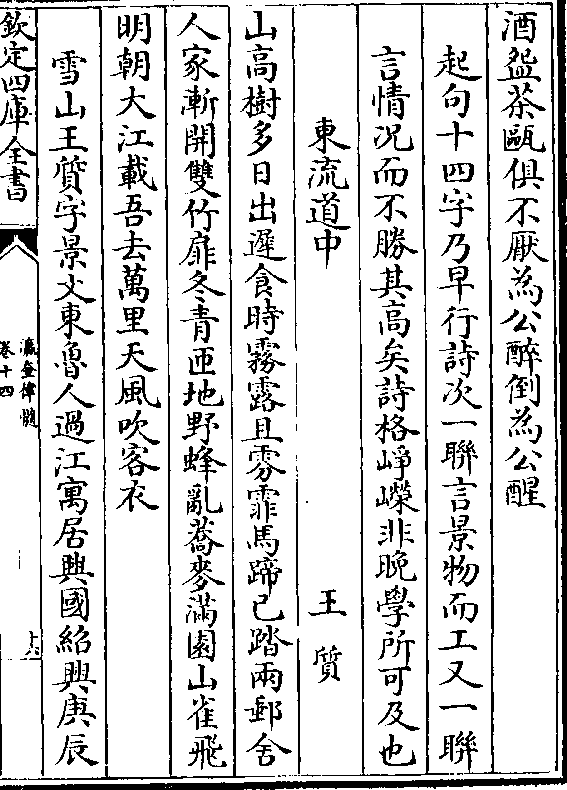 酒盌茶甌俱不厭為公醉倒為公醒
起句十四字乃早行詩次一聯言景物而工又一聯
言情况而不勝其高矣詩格崢嶸非晚學所可及也
東流道中　王質
山高樹多日出遲食時霧露且雰霏馬蹄已踏兩郵舍
人家漸開雙竹扉冬青匝地野蜂亂蕎麥滿園山雀飛
明朝大江載吾去萬里天風吹客衣
雪山王質字景文東魯人過江寓居興國紹興庚辰
欽定四庫全書
瀛奎律髓
卷十四
十六